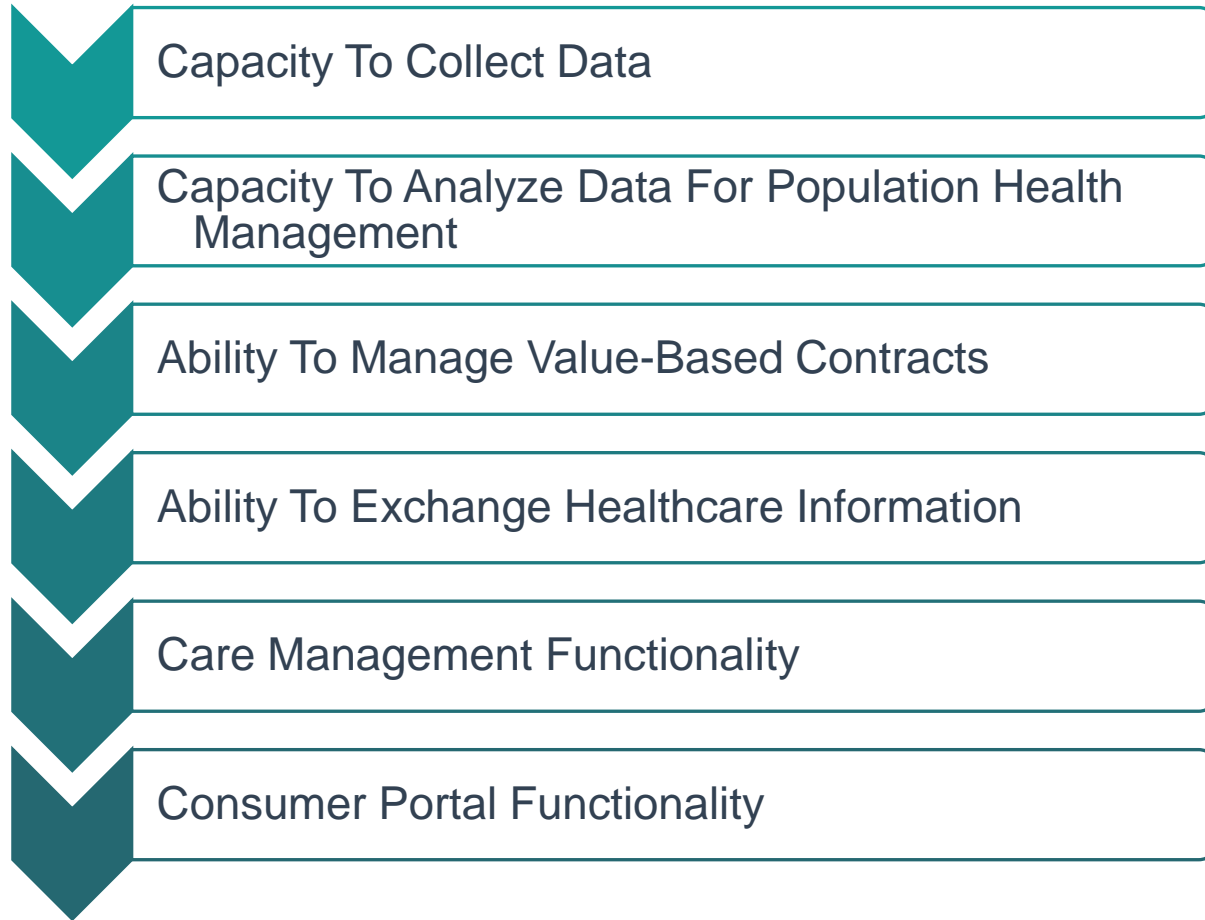 Capacity To Collect Data
Capacity To Analyze Data For Population Health
Management
Ability To Manage Value-Based Contracts
Ability To Exchange Healthcare Information
Care Management Functionality
Consumer Portal Functionality